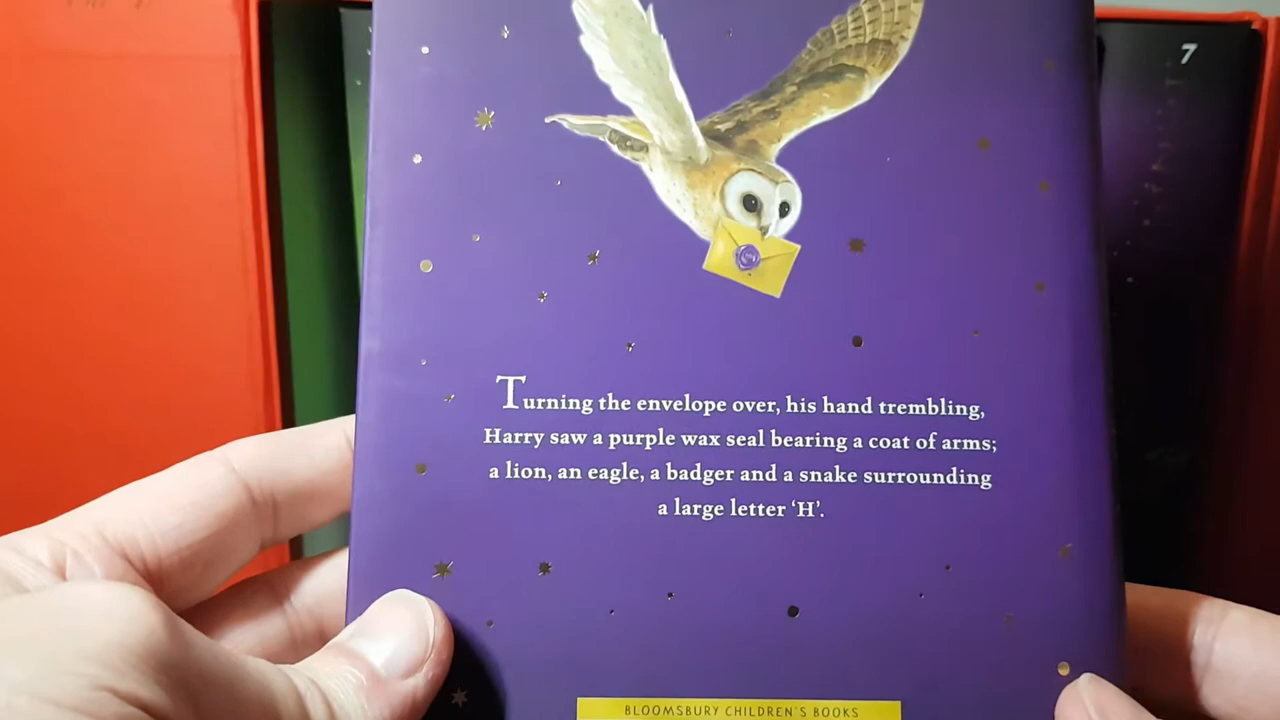 7
Turning the envelope over, his hand trembling,
Harry saw a purple wax seal bearing a coat of arms;
a lion, an eagle, a badger and a snake surrounding
a large letter ‘H’.
BLOOMSBURY CHILDREN'S BOOKS